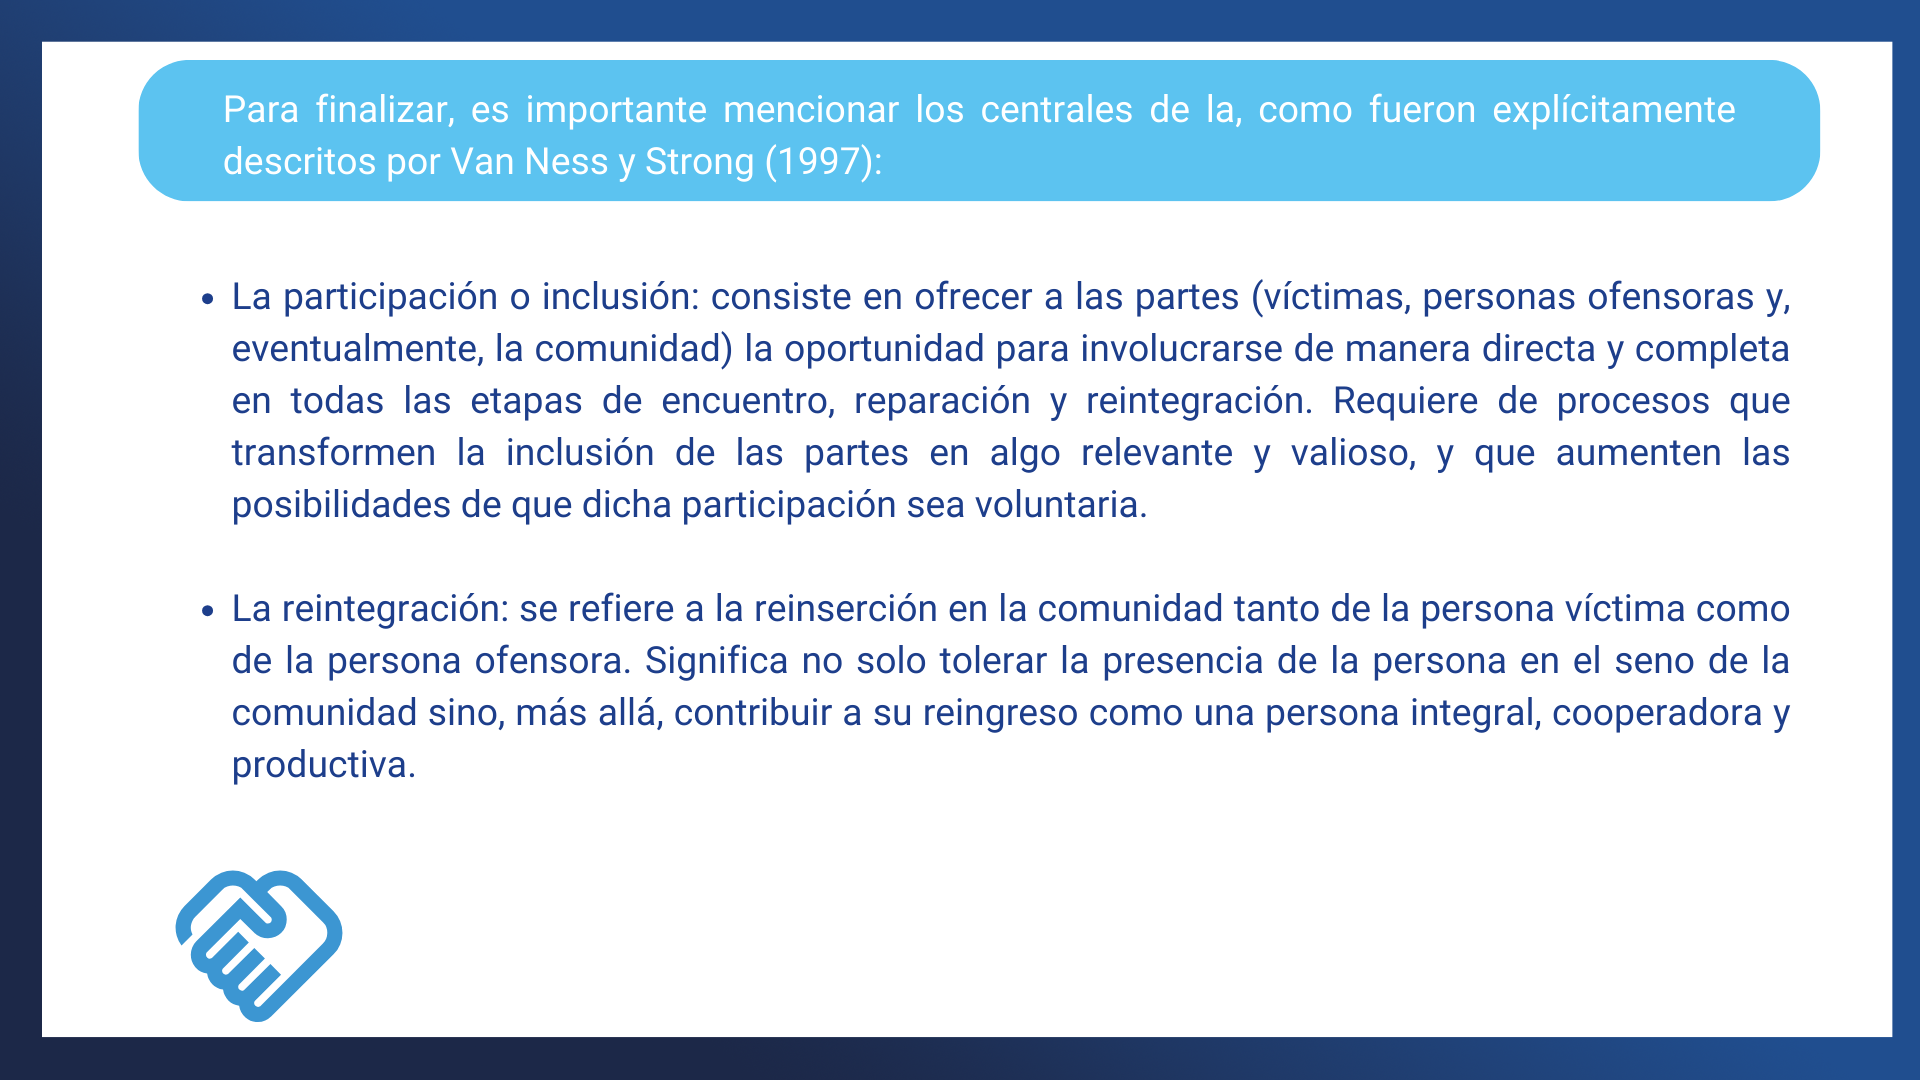 Para finalizar, es importante mencionar los centrales de la, como fueron explícitamente
descritos por Van Ness y Strong (1997):
• La participación o inclusión: consiste en ofrecer a las partes (víctimas, personas ofensoras y,
eventualmente, la comunidad) la oportunidad para involucrarse de manera directa y completa
en todas las etapas de encuentro, reparación y reintegración. Requiere de procesos que
transformen la inclusión de las partes en algo relevante y valioso, y que aumenten las
posibilidades de que dicha participación sea voluntaria.
• La reintegración: se refiere a la reinserción en la comunidad tanto de la persona víctima como
de la persona ofensora. Significa no solo tolerar la presencia de la persona en el seno de la
comunidad sino, más allá, contribuir a su reingreso como una persona integral, cooperadora y
productiva.